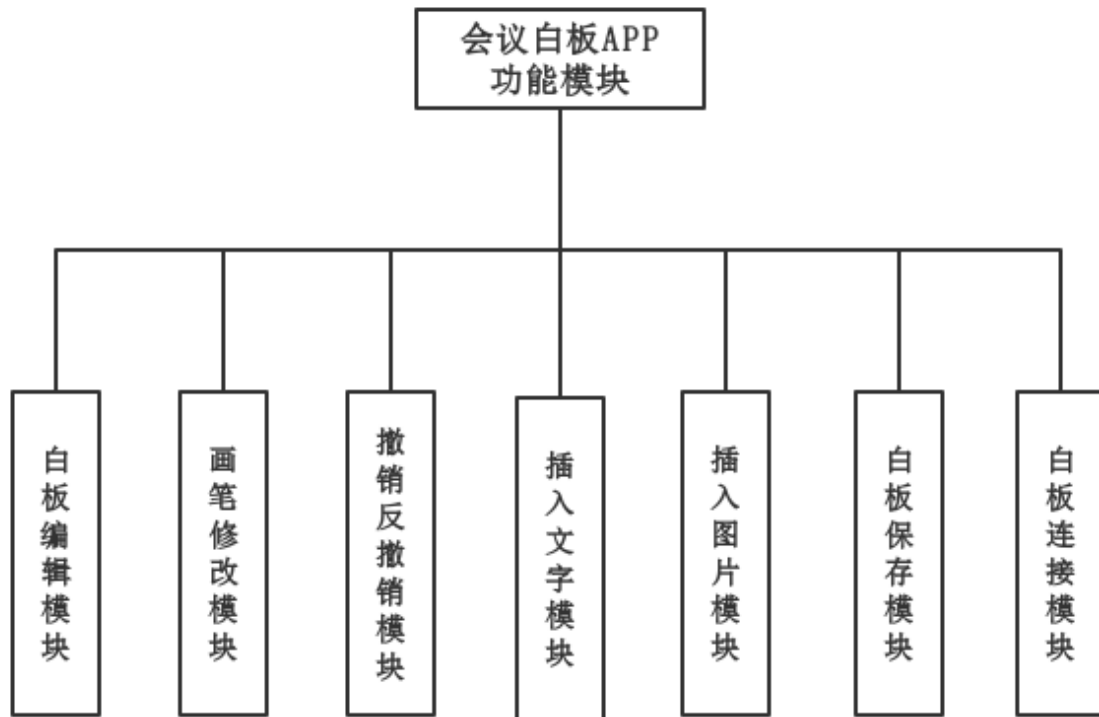 会议白板APP
功能模块
白板编辑模块
画笔修改模块
撤销反撤销模块
插入文字模块
插入图片模块
白板保存模块
白板连接模块